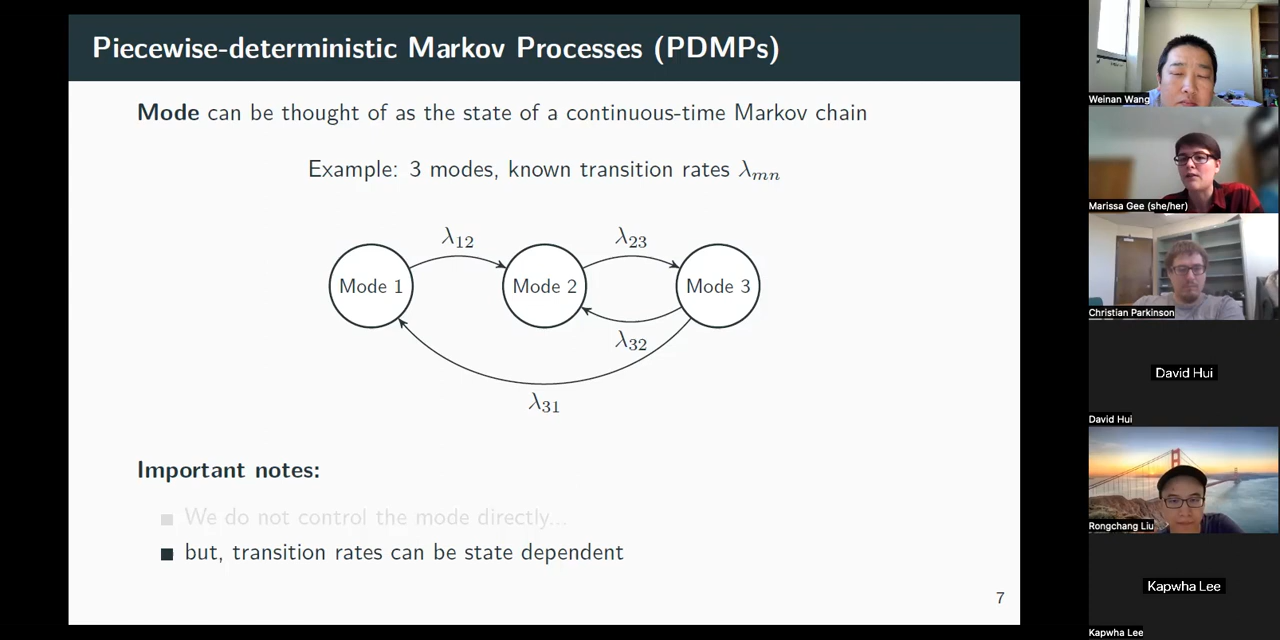 Piecewise-deterministic Markov Processes (PDMPs)
Mode can be thought of as the state of a continuous-time Markov chain
Example: 3 modes, known transition rates λₘₙ
λ₁₂
λ₂₃
Mode 1
Mode 2
Mode 3
λ₃₂
λ₃₁
Important notes:
We do not control the mode directly...
but, transition rates can be state dependent
7
Weinan Wang
Marissa Gee (she/her)
Christian Parkinson
David Hui
David Hui
Rongchang Liu
Kapwha Lee
Kapwha Lee